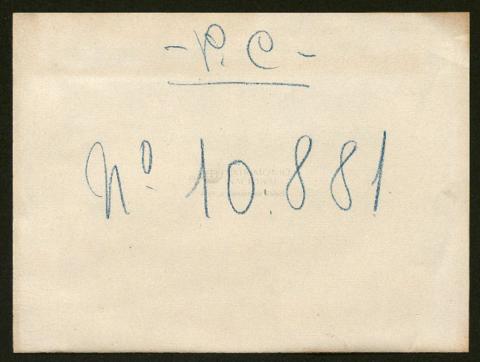 - P. C -
Nº 10.881